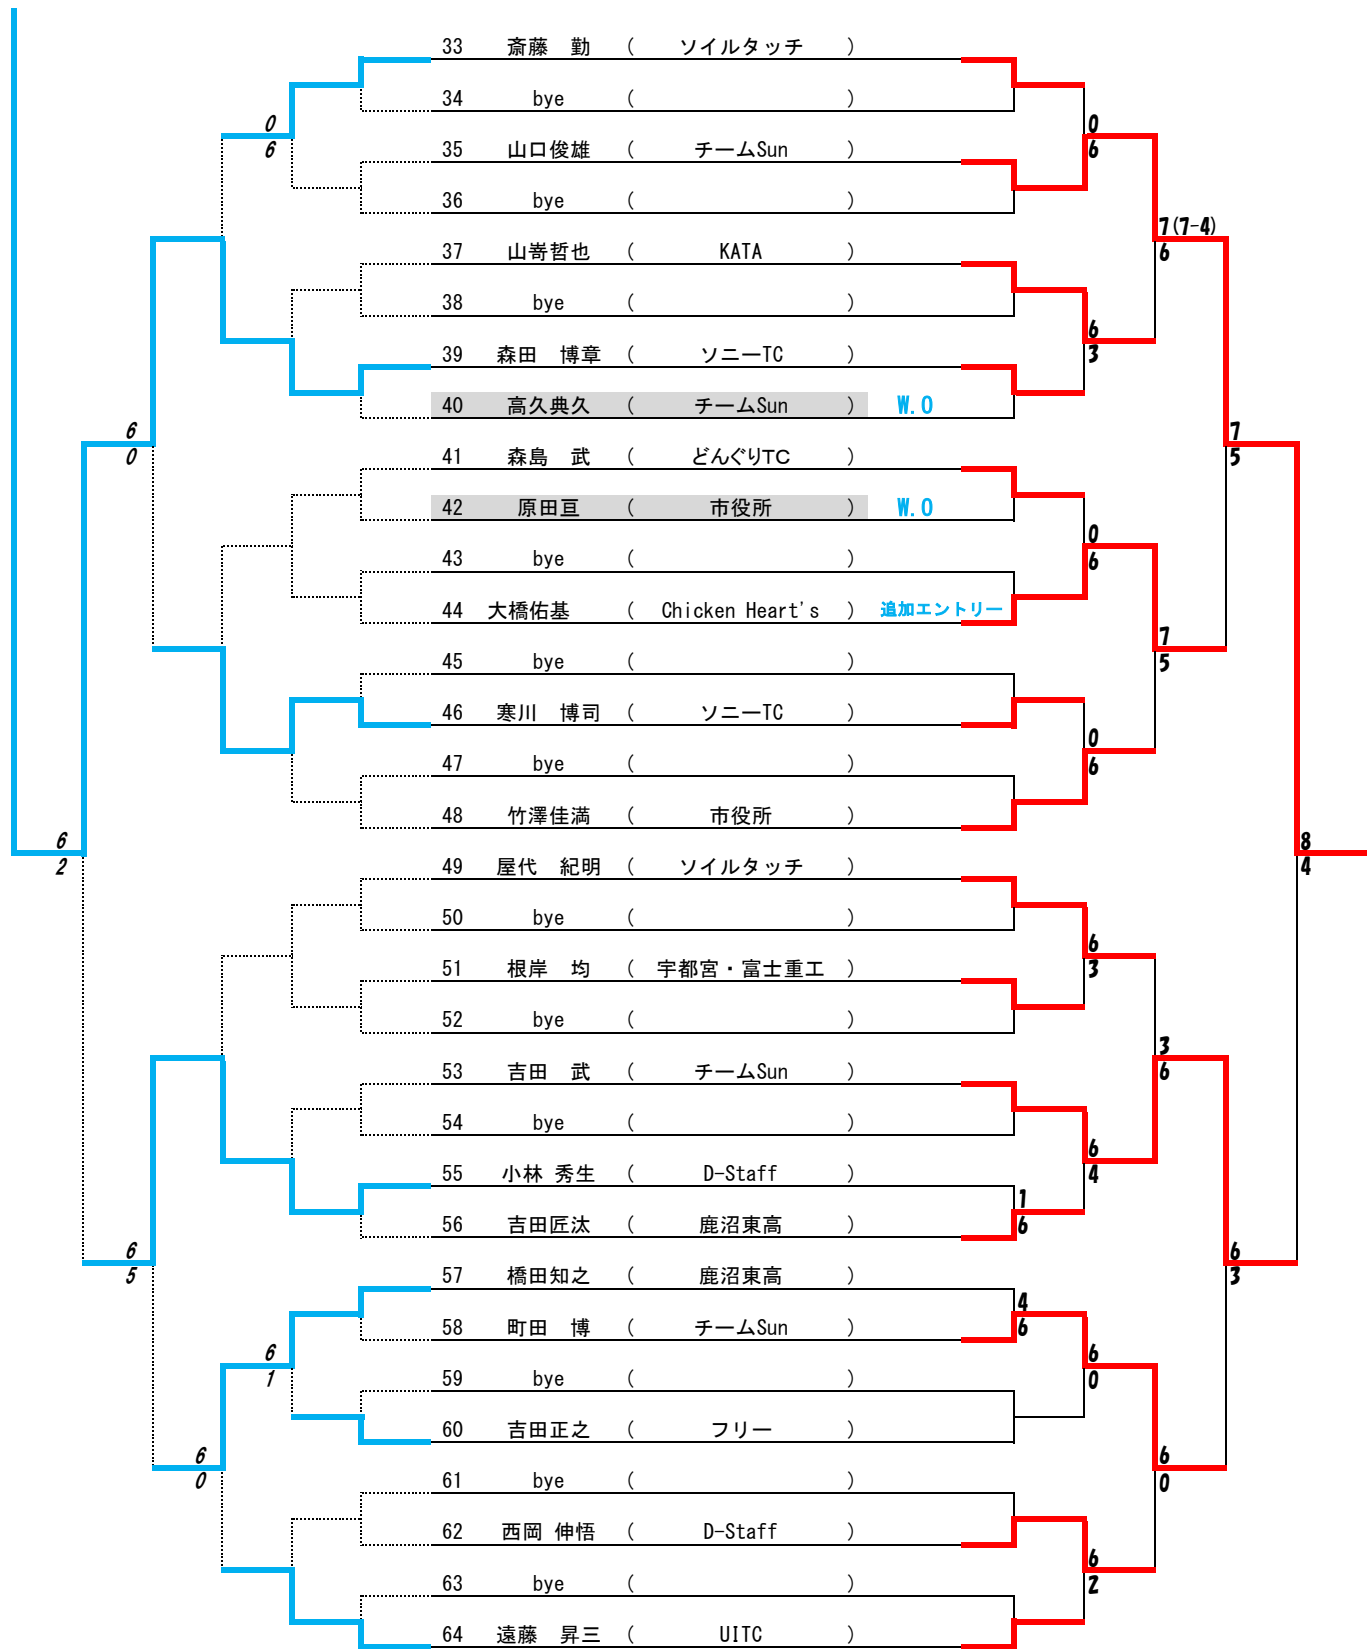 33 斎藤 勤 ( ソイルタッチ )
34 bye ( )
0 0
6 6
35 山口俊雄 ( チームSun )
36 bye ( )
7(7-4)
6
37 山嵜哲也 ( KATA )
38 bye ( )
6
3
39 森田 博章 ( ソニーTC )
40 高久典久 ( チームSun ) W.O
6 7
0 5
41 森島 武 ( どんぐりTC )
42 原田亘 ( 市役所 ) W.O
0
6
43 bye ( )
44 大橋佑基 ( Chicken Heart's ) 追加エントリー
7
5
45 bye ( )
46 寒川 博司 ( ソニーTC )
0
6
47 bye ( )
48 竹澤佳満 ( 市役所 )
6 8
2 4
49 屋代 紀明 ( ソイルタッチ )
50 bye ( )
6
3
51 根岸 均 ( 宇都宮・富士重工 )
52 bye ( )
3
6
53 吉田 武 ( チームSun )
54 bye ( )
6
4
55 小林 秀生 ( D-Staff )
1
56 吉田匠汰 ( 鹿沼東高 ) 6
6 6
5 3
57 橋田知之 ( 鹿沼東高 )
4
58 町田 博 ( チームSun ) 6
6 6
1 0
59 bye ( )
60 吉田正之 ( フリー )
6 6
0 0
61 bye ( )
62 西岡 伸悟 ( D-Staff )
6
2
63 bye ( )
64 遠藤 昇三 ( UITC )